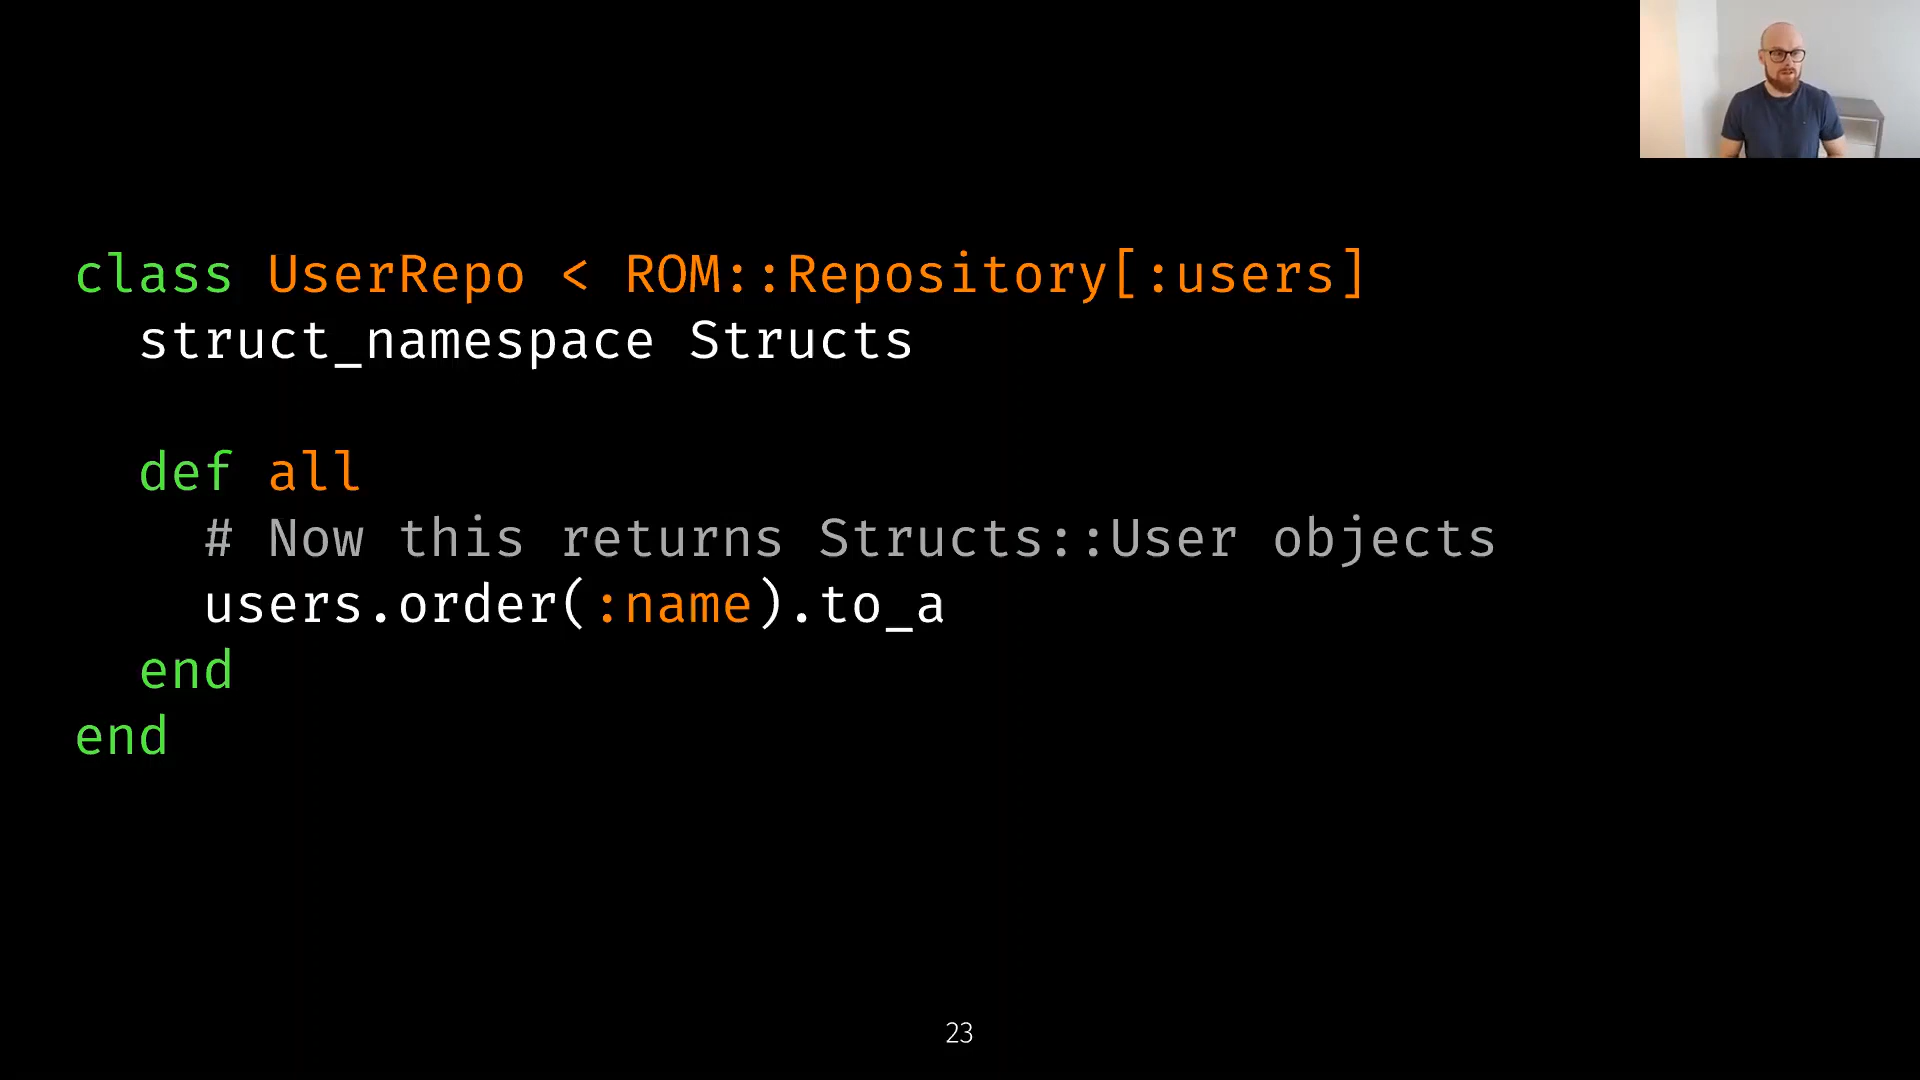 class UserRepo < ROM::Repository[:users]
  struct_namespace Structs

  def all
    # Now this returns Structs::User objects
    users.order(:name).to_a
  end
end
23